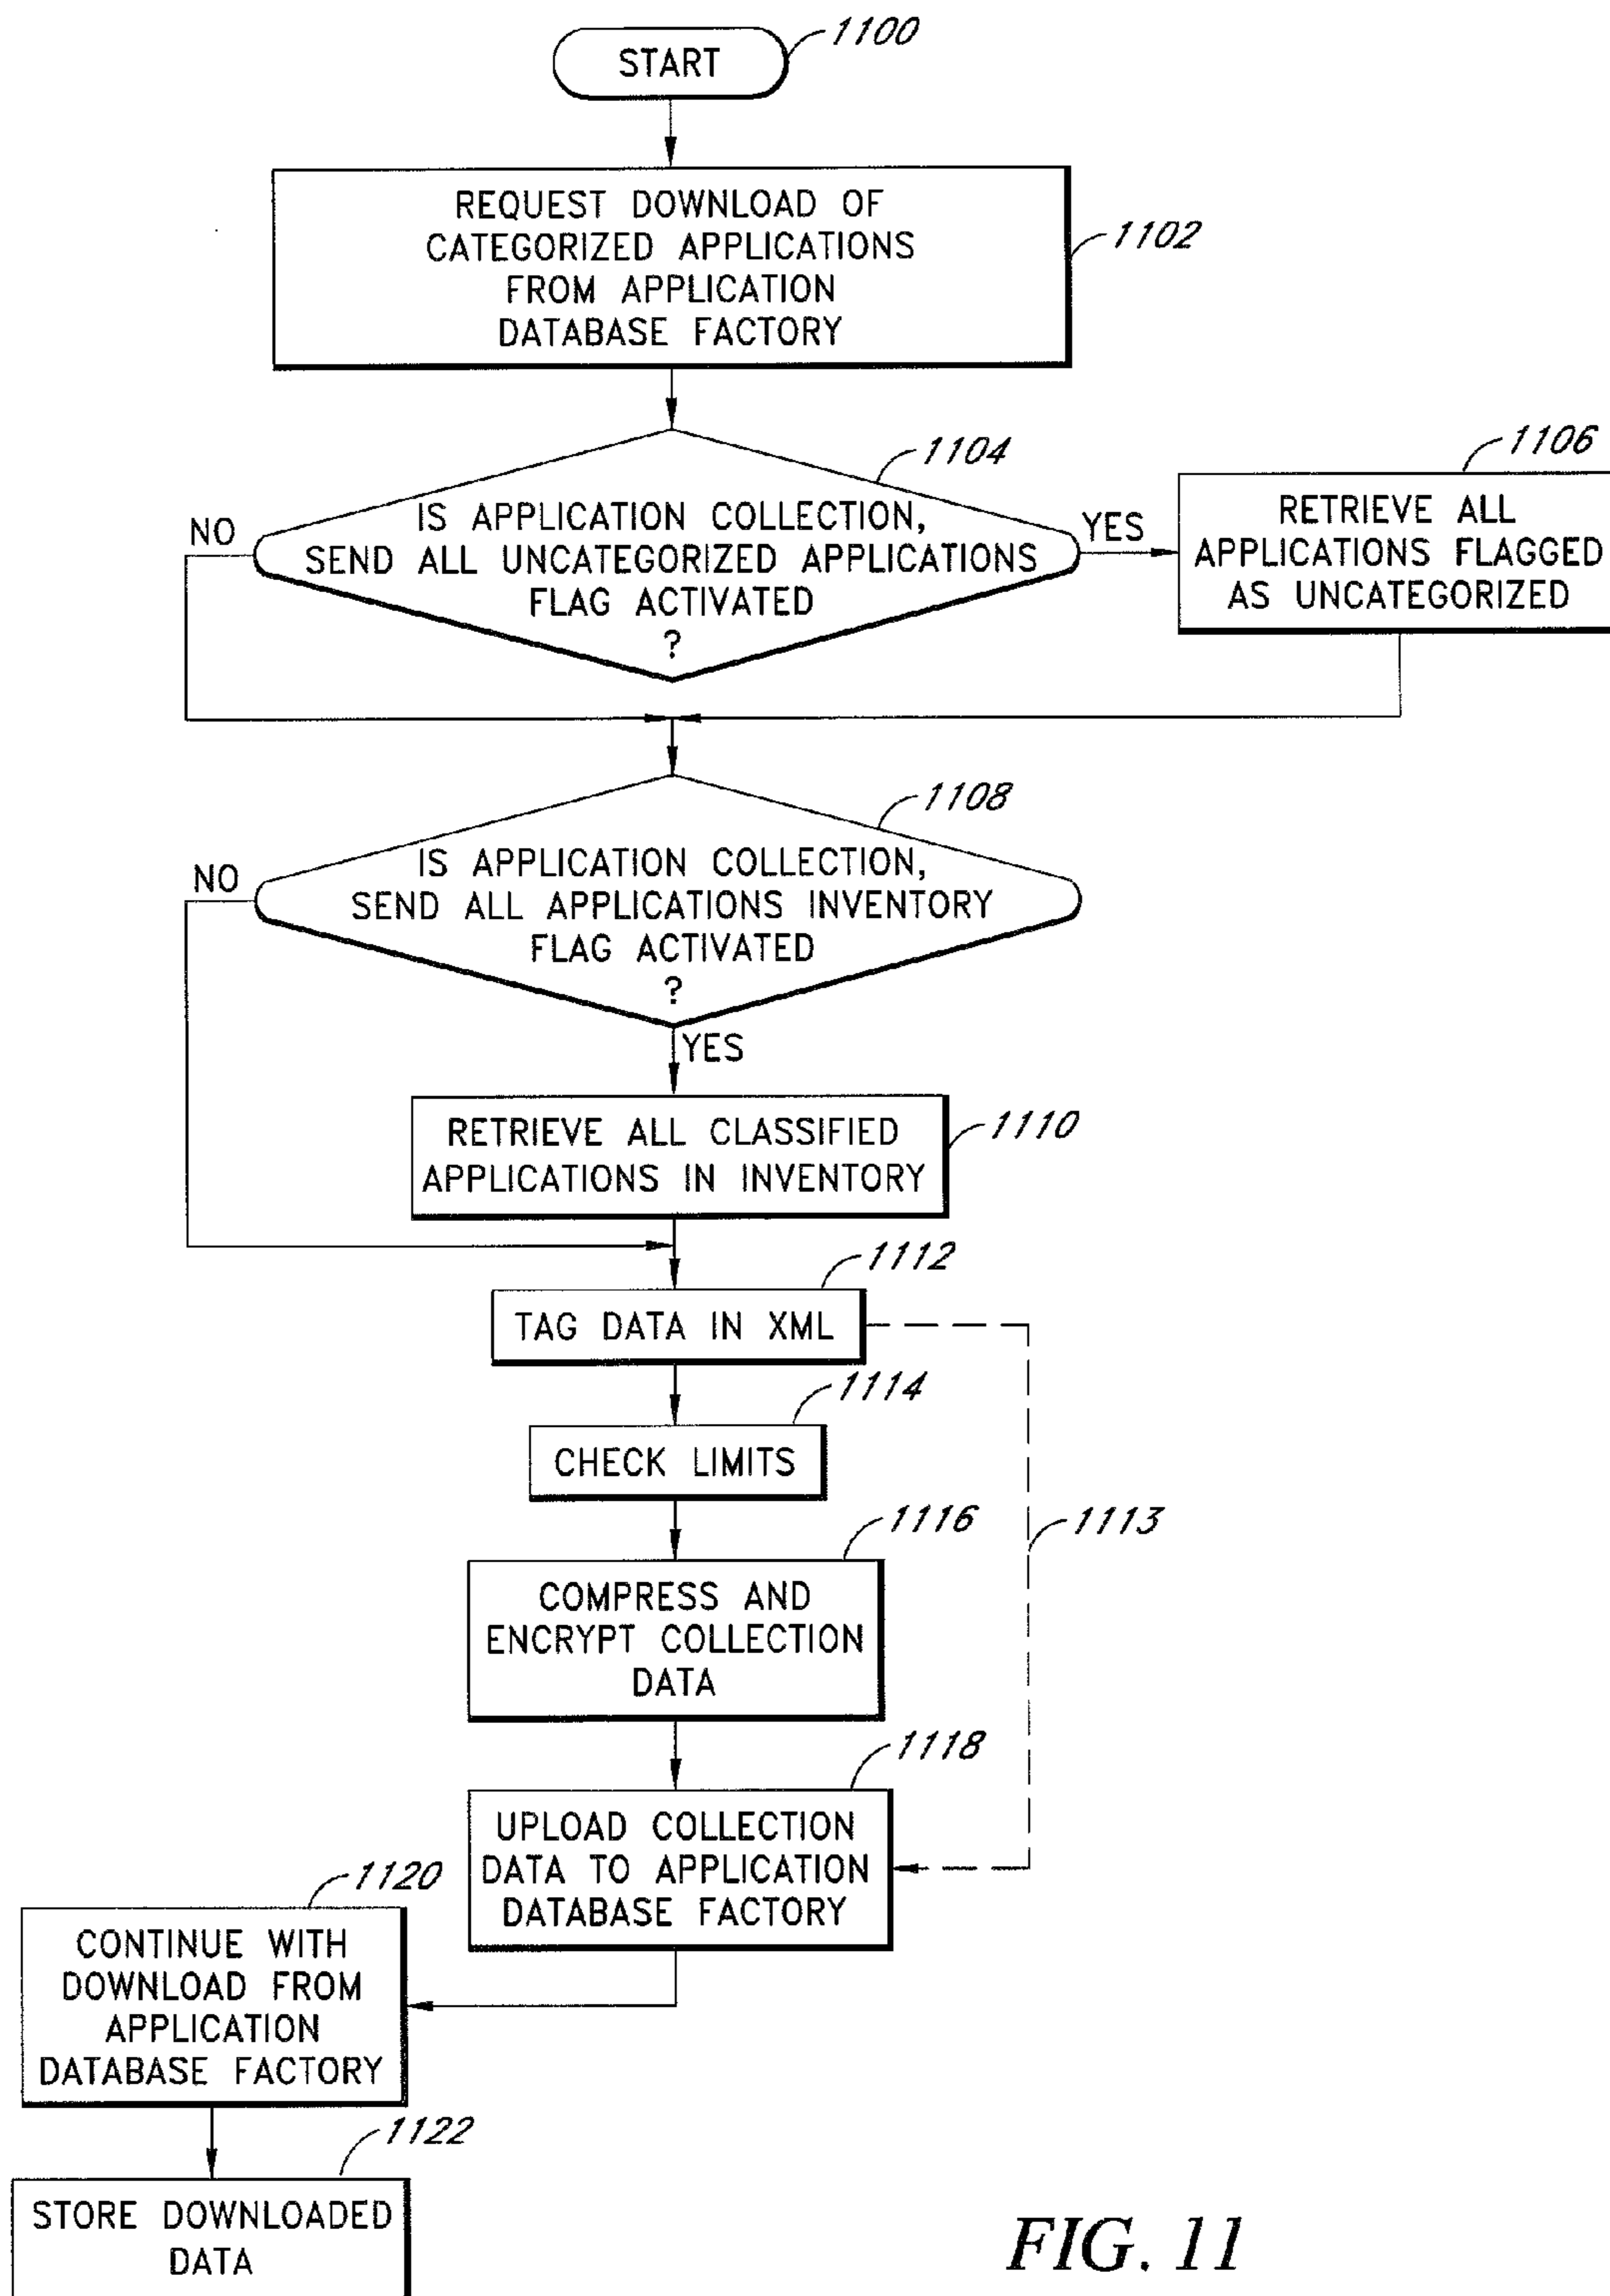 START
1100
REQUEST DOWNLOAD OF
CATEGORIZED APPLICATIONS
FROM APPLICATION
DATABASE FACTORY
1102
1104
IS APPLICATION COLLECTION,
SEND ALL UNCATEGORIZED APPLICATIONS
FLAG ACTIVATED
?
NO
YES
1106
RETRIEVE ALL
APPLICATIONS FLAGGED
AS UNCATEGORIZED
1108
IS APPLICATION COLLECTION,
SEND ALL APPLICATIONS INVENTORY
FLAG ACTIVATED
?
NO
YES
RETRIEVE ALL CLASSIFIED
APPLICATIONS IN INVENTORY
1110
1112
TAG DATA IN XML
1114
CHECK LIMITS
1113
1116
COMPRESS AND
ENCRYPT COLLECTION
DATA
1118
UPLOAD COLLECTION
DATA TO APPLICATION
DATABASE FACTORY
1120
CONTINUE WITH
DOWNLOAD FROM
APPLICATION
DATABASE FACTORY
1122
STORE DOWNLOADED
DATA
FIG. 11